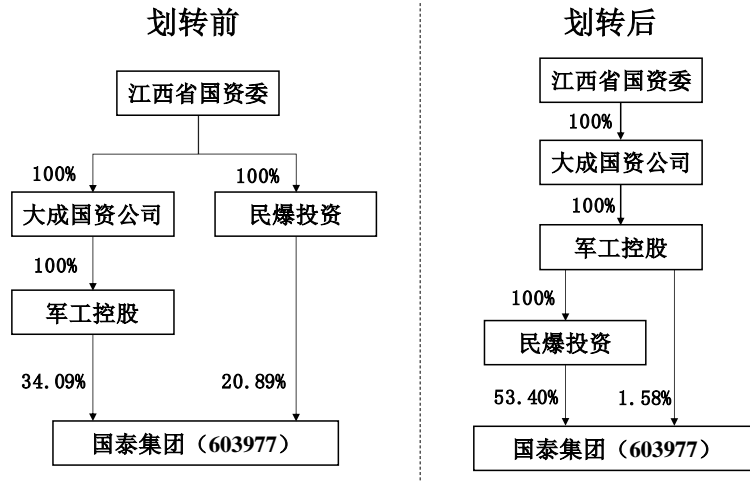 划转前
江西省国资委
100%
100%
大成国资公司
民爆投资
100%
军工控股
34.09%
20.89%
国泰集团（603977）
划转后
江西省国资委
100%
大成国资公司
100%
军工控股
100%
民爆投资
53.40%
1.58%
国泰集团（603977）